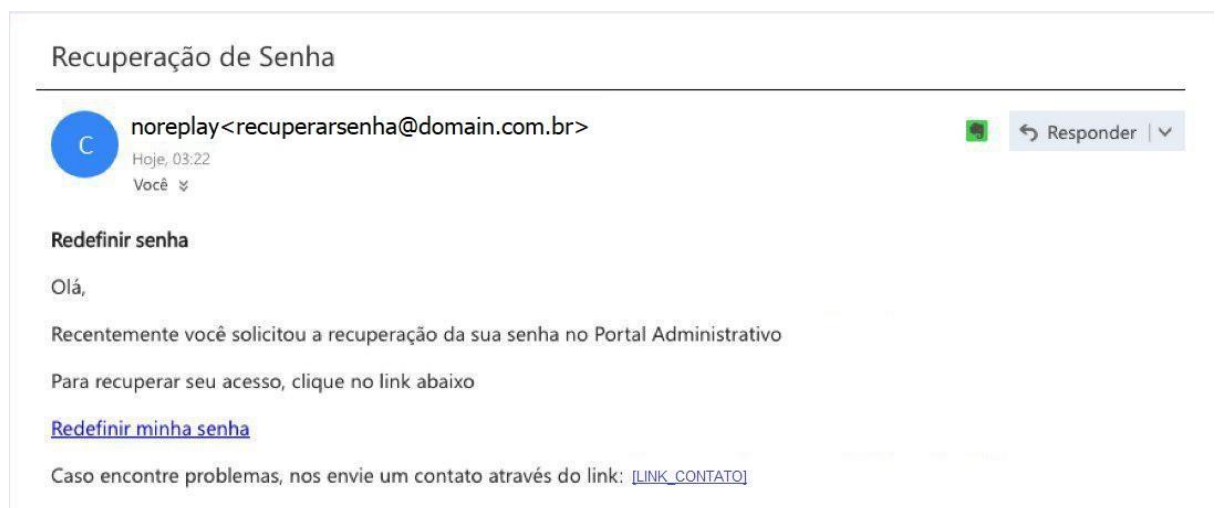 Recuperação de Senha
C
noreplay<recuperarsenha@domain.com.br>
Responder
Hoje, 03:22
Você
Redefinir senha
Olá,
Recentemente você solicitou a recuperação da sua senha no Portal Administrativo
Para recuperar seu acesso, clique no link abaixo
Redefinir minha senha
Caso encontre problemas, nos envie um contato através do link: [LINK_CONTATO]